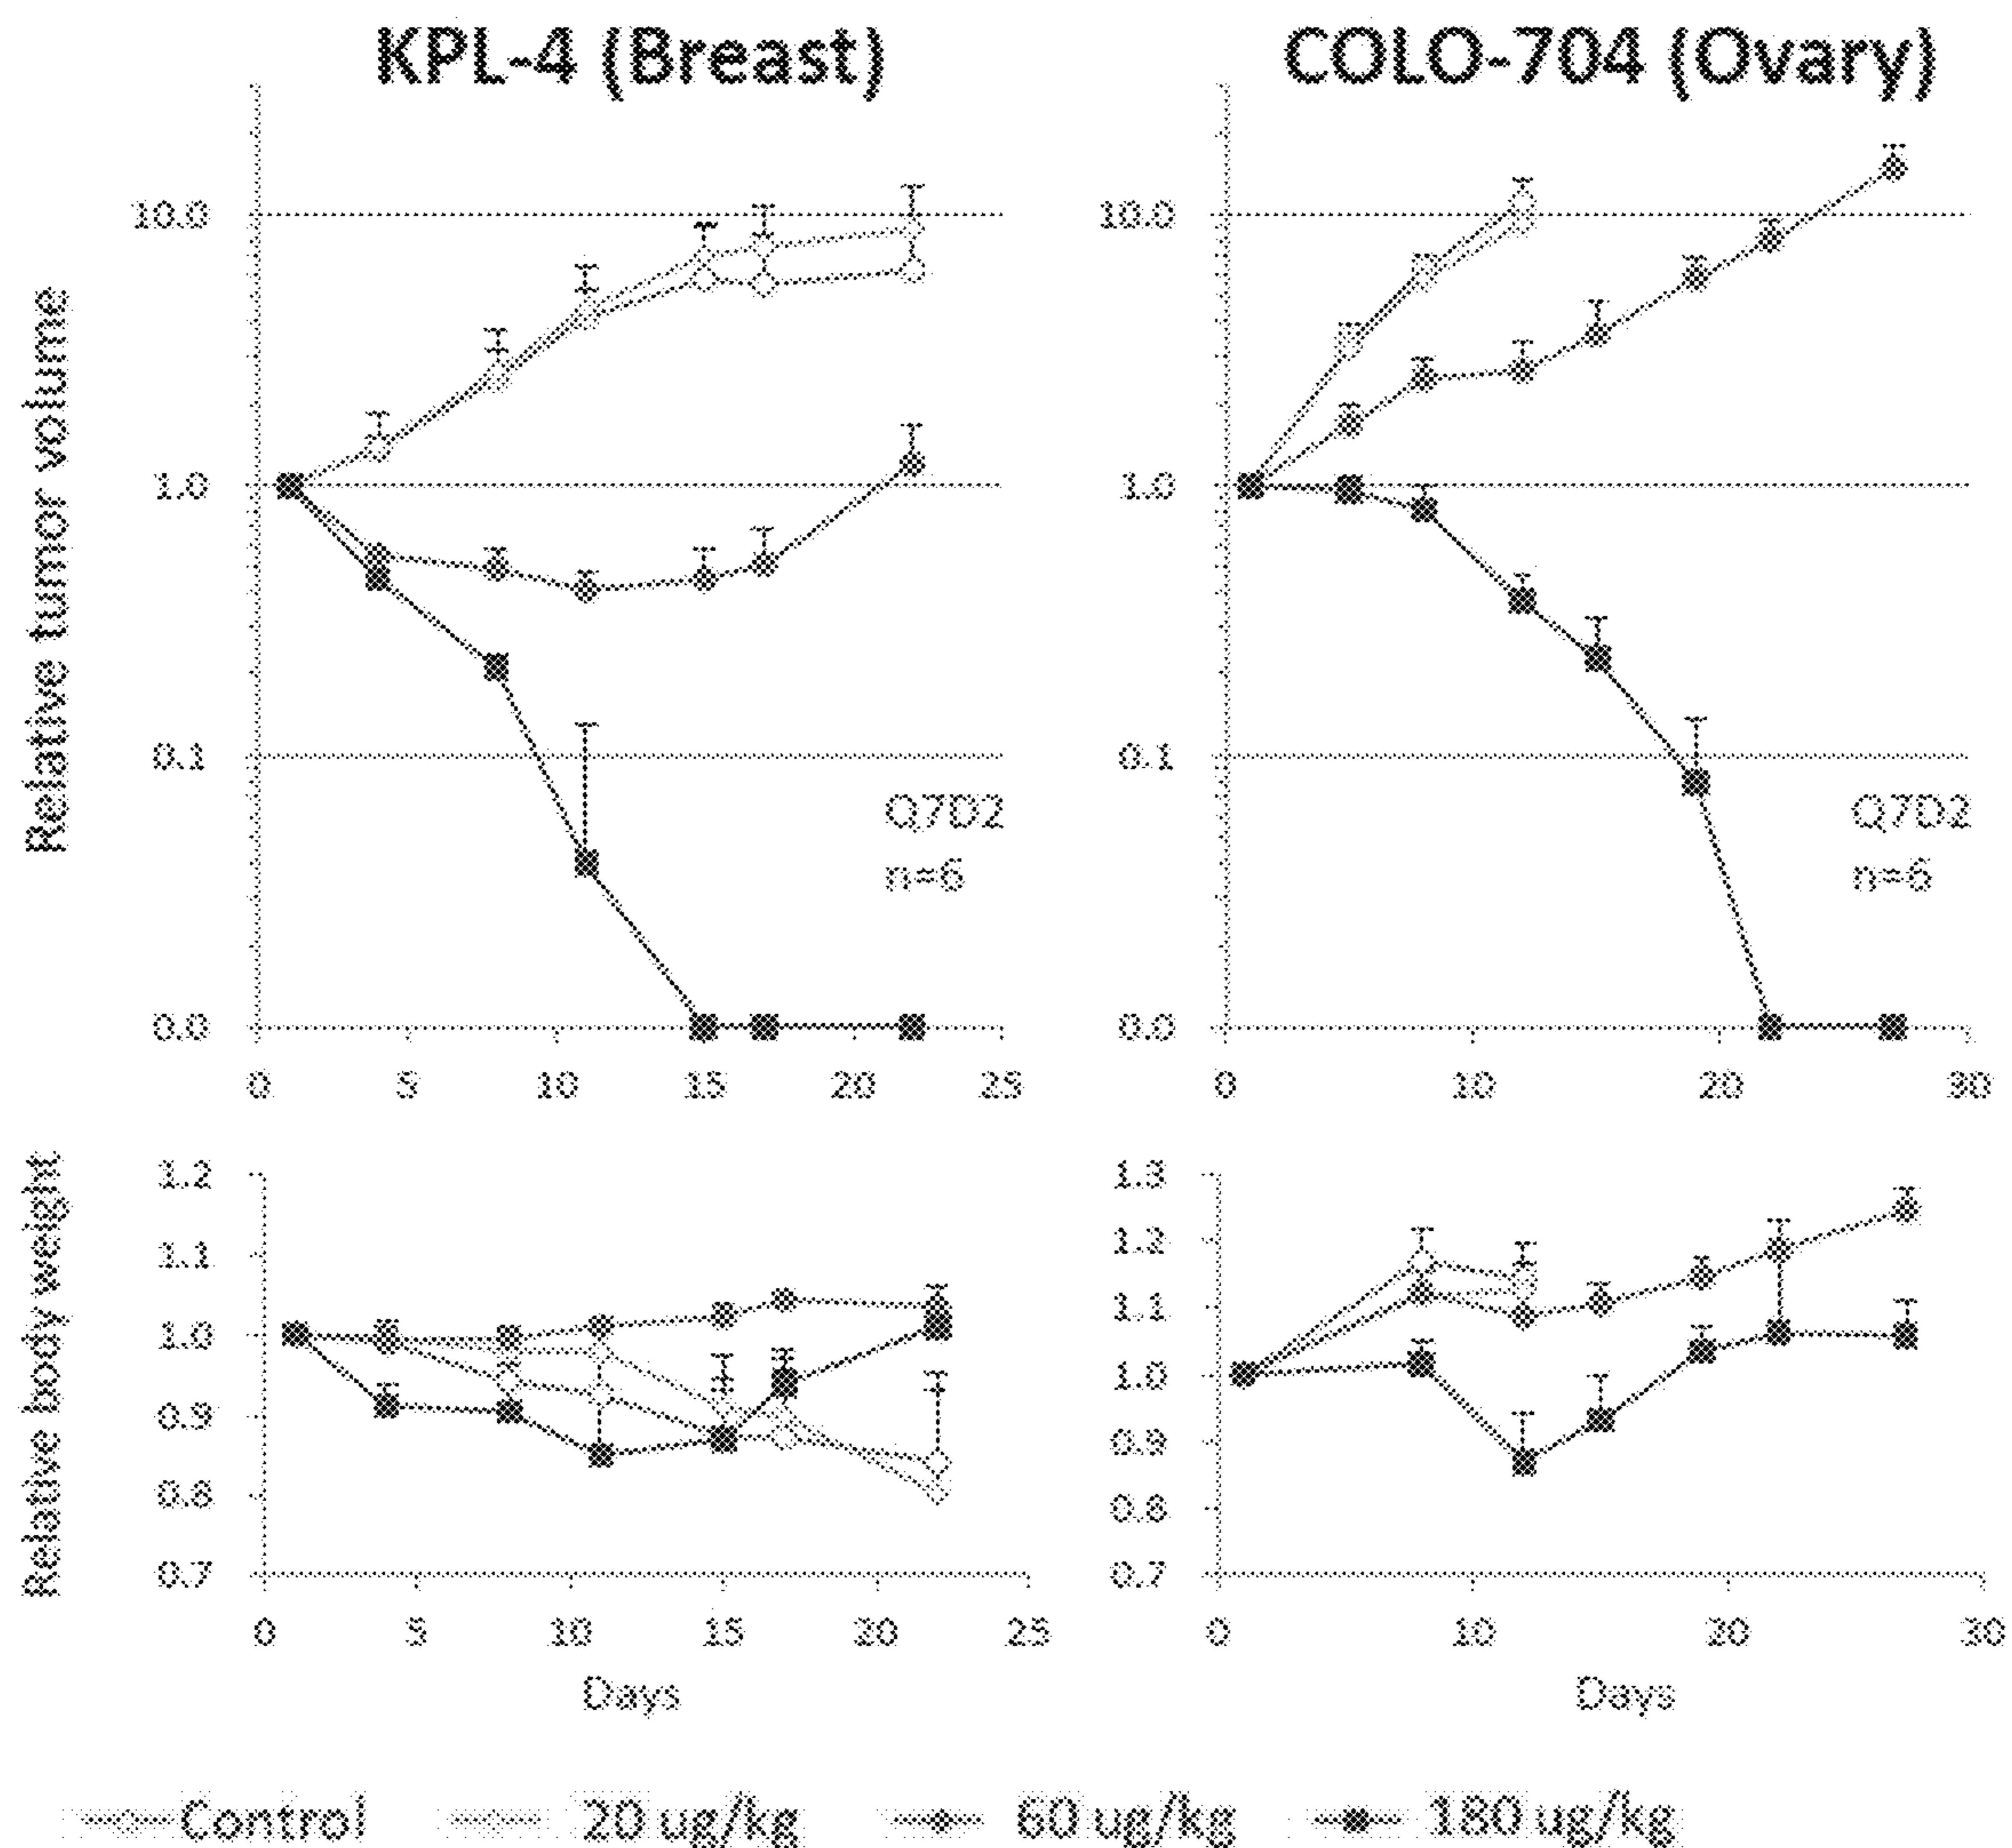 KPL-4 (Breast)
COLO-704 (Ovary)
Relative tumor volume
10.0
1.0
0.1
0.0
Q7D2
n=6
0 5 10 15 20 25
10.0
1.0
0.1
0.0
Q7D2
n=6
0 10 20 30
Relative body weight
1.2
1.1
1.0
0.9
0.8
0.7
0 5 10 15 20 25
Days
1.3
1.2
1.1
1.0
0.9
0.8
0.7
0 10 20 30
Days
Control 20 ug/kg 60 ug/kg 180 ug/kg